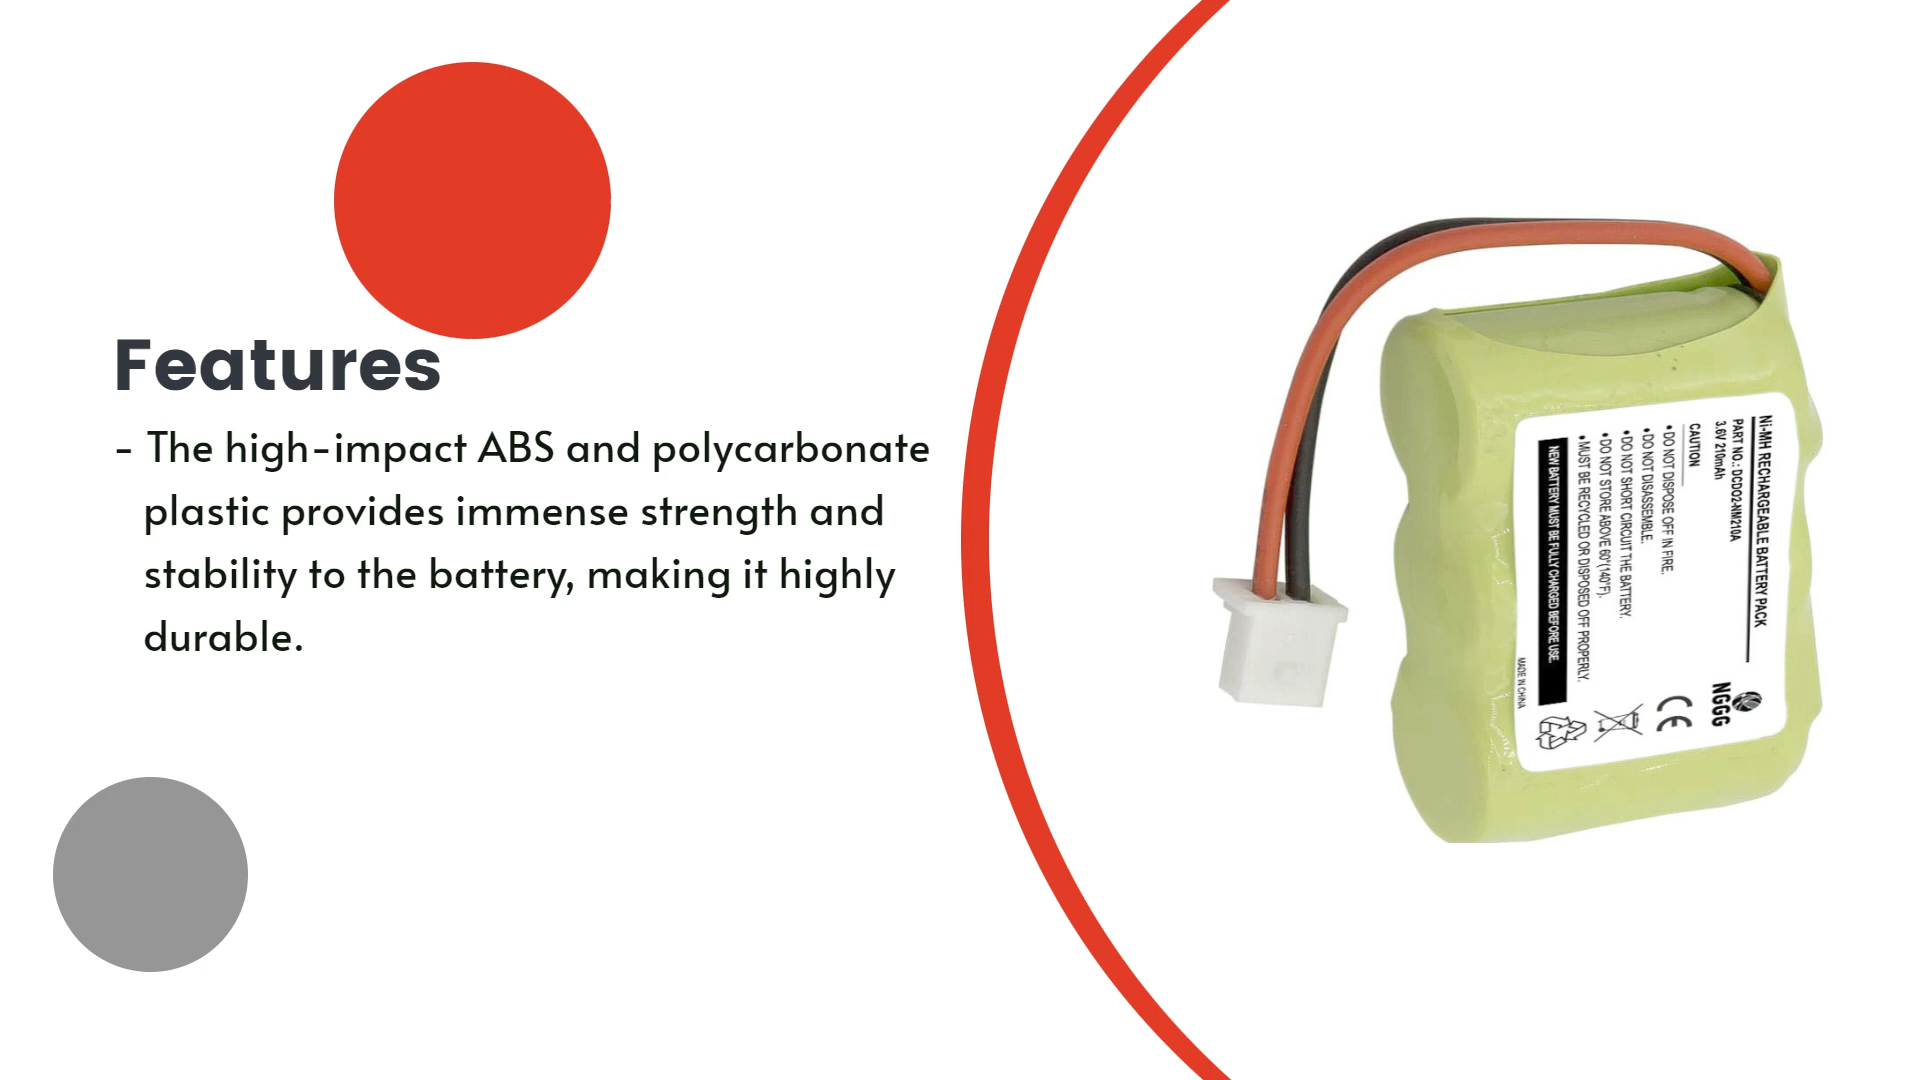 Features
- The high-impact ABS and polycarbonate
plastic provides immense strength and
stability to the battery, making it highly
durable.
Ni-MH RECHARGEABLE BATTERY PACK
PART NO.: DCDO2-NM210A
3.6V 210mAh
CAUTION
•DO NOT DISPOSE OFF IN FIRE.
•DO NOT DISASSEMBLE.
•DO NOT SHORT CIRCUIT THE BATTERY.
•DO NOT STORE ABOVE 60°(140°F).
•MUST BE RECYCLED OR DISPOSED OFF PROPERLY.
NEW BATTERY MUST BE FULLY CHARGED BEFORE USE.
MADE IN CHINA
NGGG
CE